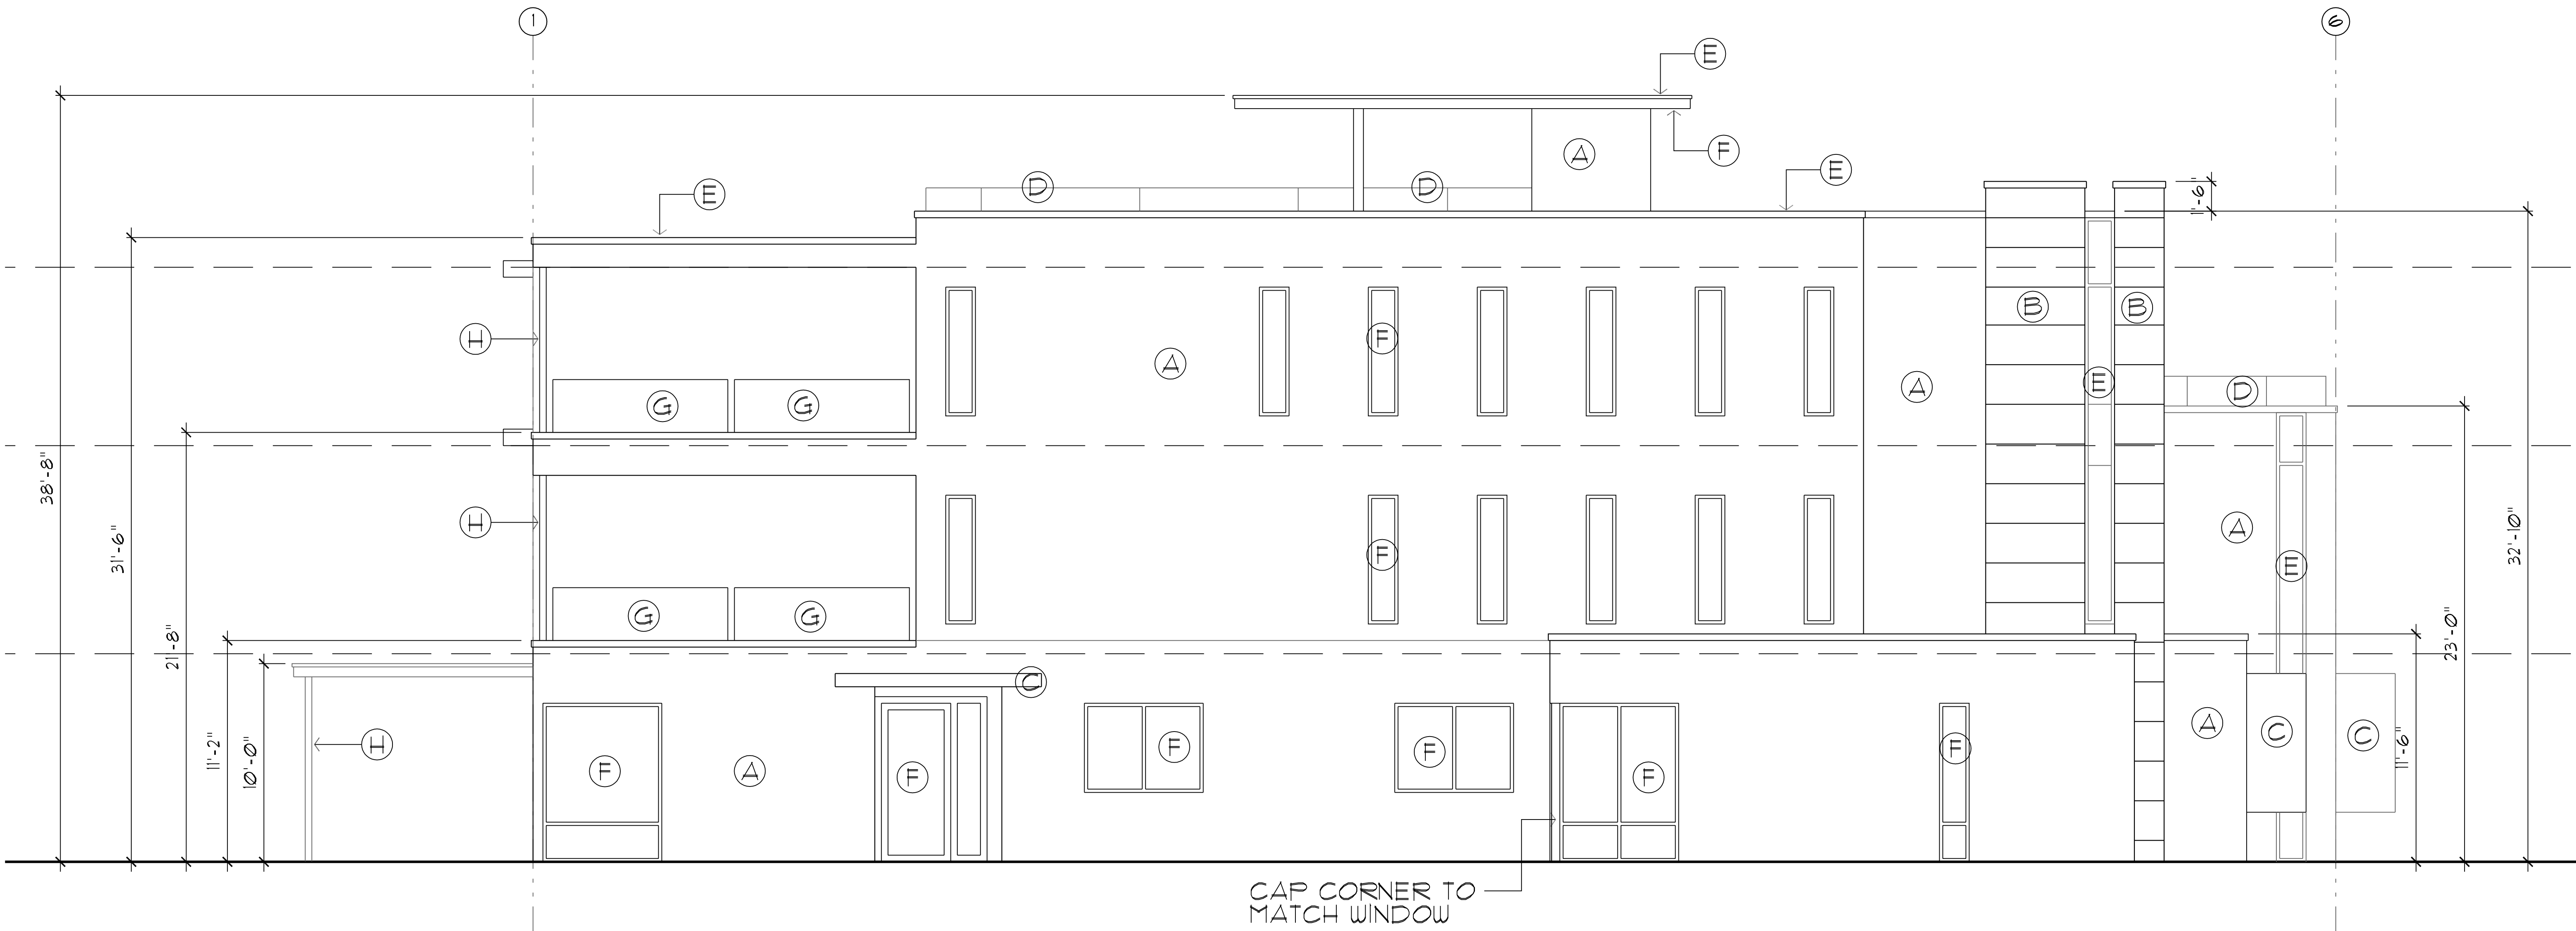 1
6
E
E
F
A
E
E
D
D
1'-6"
H
F
B
B
A
A
E
D
G
G
38'-8"
H
F
A
E
31'-6"
32'-10"
G
G
21'-8"
23'-0"
C
11'-2"
10'-0"
H
F
A
F
F
F
F
F
A
C
C
11'-6"
CAP CORNER TO
MATCH WINDOW